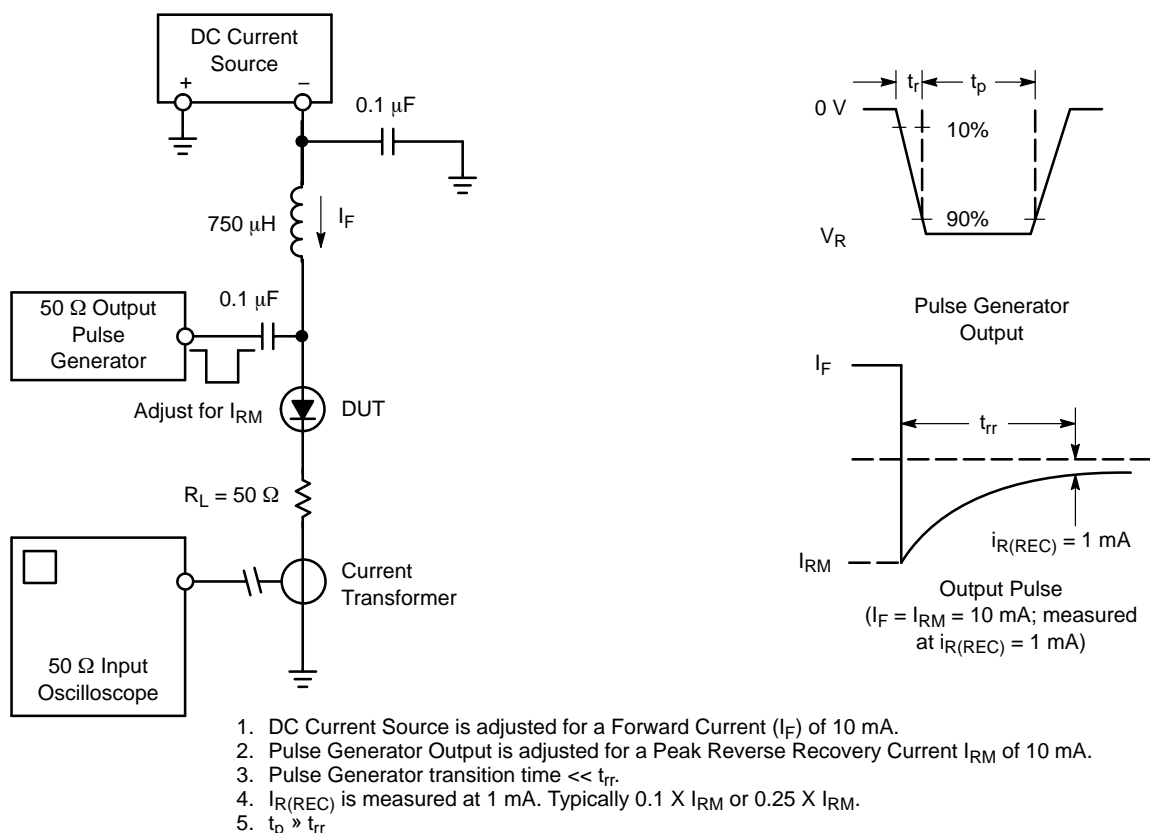 DC Current
Source
+
−
0.1 μF
750 μH
I_F
0.1 μF
50 Ω Output
Pulse
Generator
Adjust for I_RM
DUT
R_L = 50 Ω
Current
Transformer
50 Ω Input
Oscilloscope
t_r
t_p
0 V
10%
90%
V_R
Pulse Generator
Output
I_F
t_rr
i_R(REC) = 1 mA
I_RM
Output Pulse
(I_F = I_RM = 10 mA; measured
at i_R(REC) = 1 mA)
1. DC Current Source is adjusted for a Forward Current (I_F) of 10 mA.
2. Pulse Generator Output is adjusted for a Peak Reverse Recovery Current I_RM of 10 mA.
3. Pulse Generator transition time << t_rr.
4. I_R(REC) is measured at 1 mA. Typically 0.1 X I_RM or 0.25 X I_RM.
5. t_p » t_rr